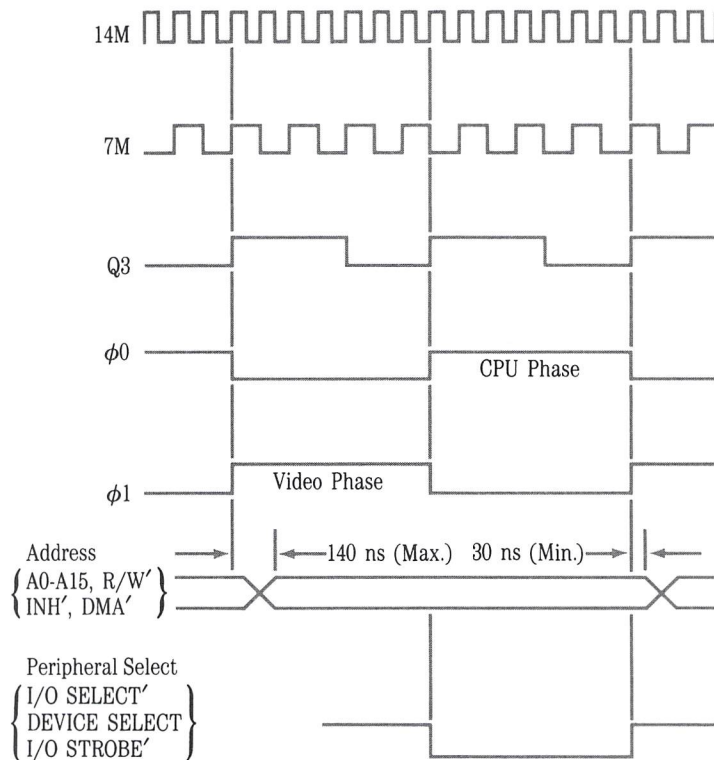 14M
7M
Q3
ϕ0
CPU Phase
ϕ1
Video Phase
Address
140 ns (Max.) 30 ns (Min.)
A0-A15, R/W′
INH′, DMA′
Peripheral Select
I/O SELECT′
DEVICE SELECT
I/O STROBE′